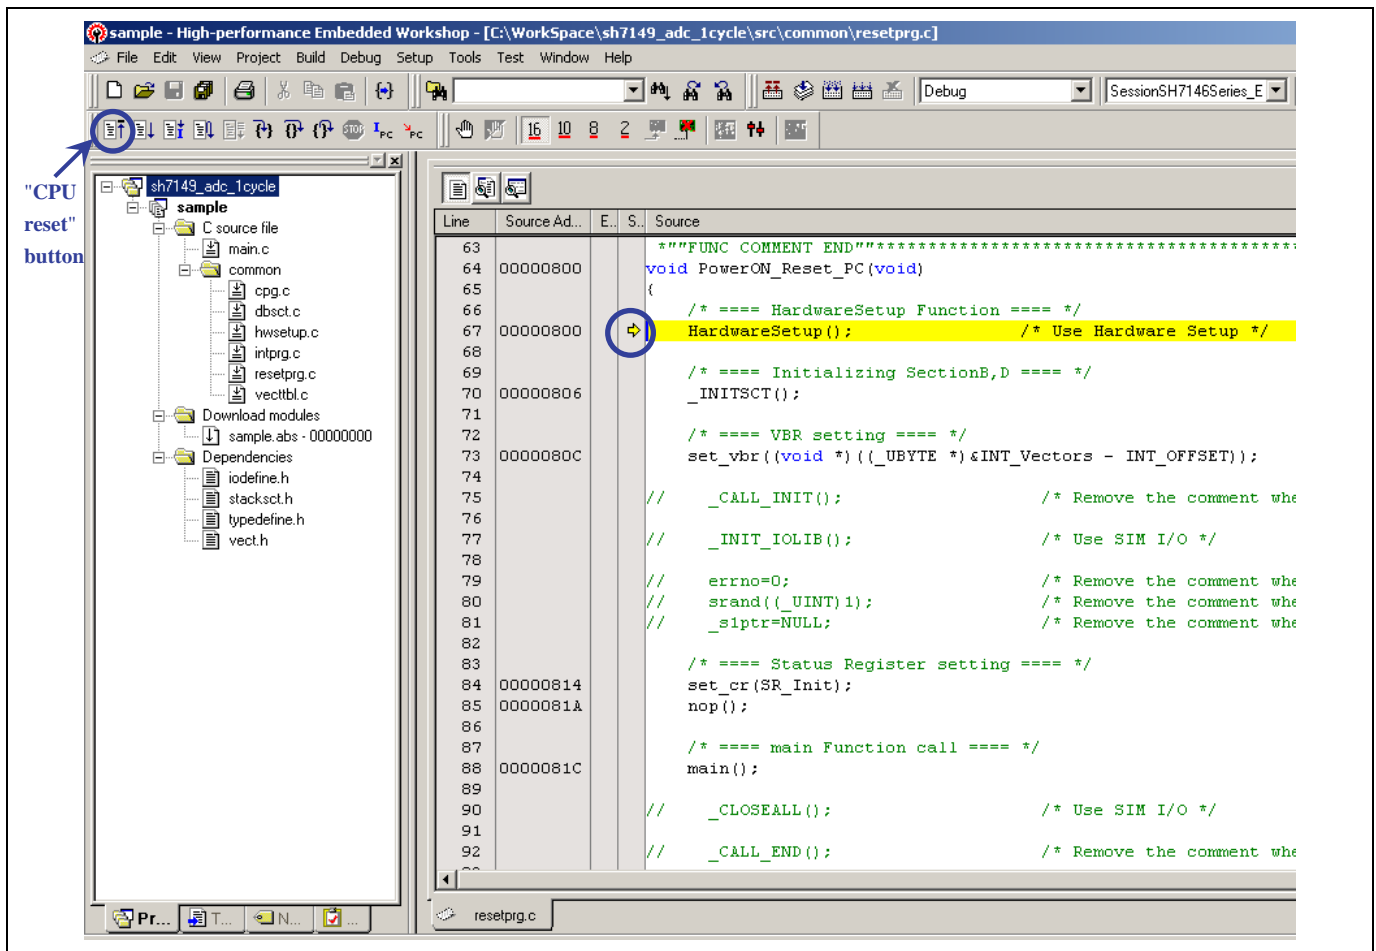 sample - High-performance Embedded Workshop - [C:\WorkSpace\sh7149_adc_1cycle\src\common\resetprg.c]
File Edit View Project Build Debug Setup Tools Test Window Help
Debug SessionSH7146Series_E
16 10 8 2
"CPU
reset"
button
sh7149_adc_1cycle
sample
C source file
main.c
common
cpg.c
dbsct.c
hwsetup.c
intprg.c
resetprg.c
vecttbl.c
Download modules
sample.abs - 00000000
Dependencies
iodefine.h
stacksct.h
typedefine.h
vect.h
Pr... T... N... ...
Line Source Ad... E.. S.. Source
63 *""FUNC COMMENT END""*****************************************
64 00000800 void PowerON_Reset_PC(void)
65 {
66 /* ==== HardwareSetup Function ==== */
67 00000800 HardwareSetup(); /* Use Hardware Setup */
68
69 /* ==== Initializing SectionB,D ==== */
70 00000806 _INITSCT();
71
72 /* ==== VBR setting ==== */
73 0000080C set_vbr((void *)((_UBYTE *)&INT_Vectors - INT_OFFSET));
74
75 // _CALL_INIT(); /* Remove the comment whe
76
77 // _INIT_IOLIB(); /* Use SIM I/O */
78
79 // errno=0; /* Remove the comment whe
80 // srand((_UINT)1); /* Remove the comment whe
81 // _s1ptr=NULL; /* Remove the comment whe
82
83 /* ==== Status Register setting ==== */
84 00000814 set_cr(SR_Init);
85 0000081A nop();
86
87 /* ==== main Function call ==== */
88 0000081C main();
89
90 // _CLOSEALL(); /* Use SIM I/O */
91
92 // _CALL_END(); /* Remove the comment whe
resetprg.c